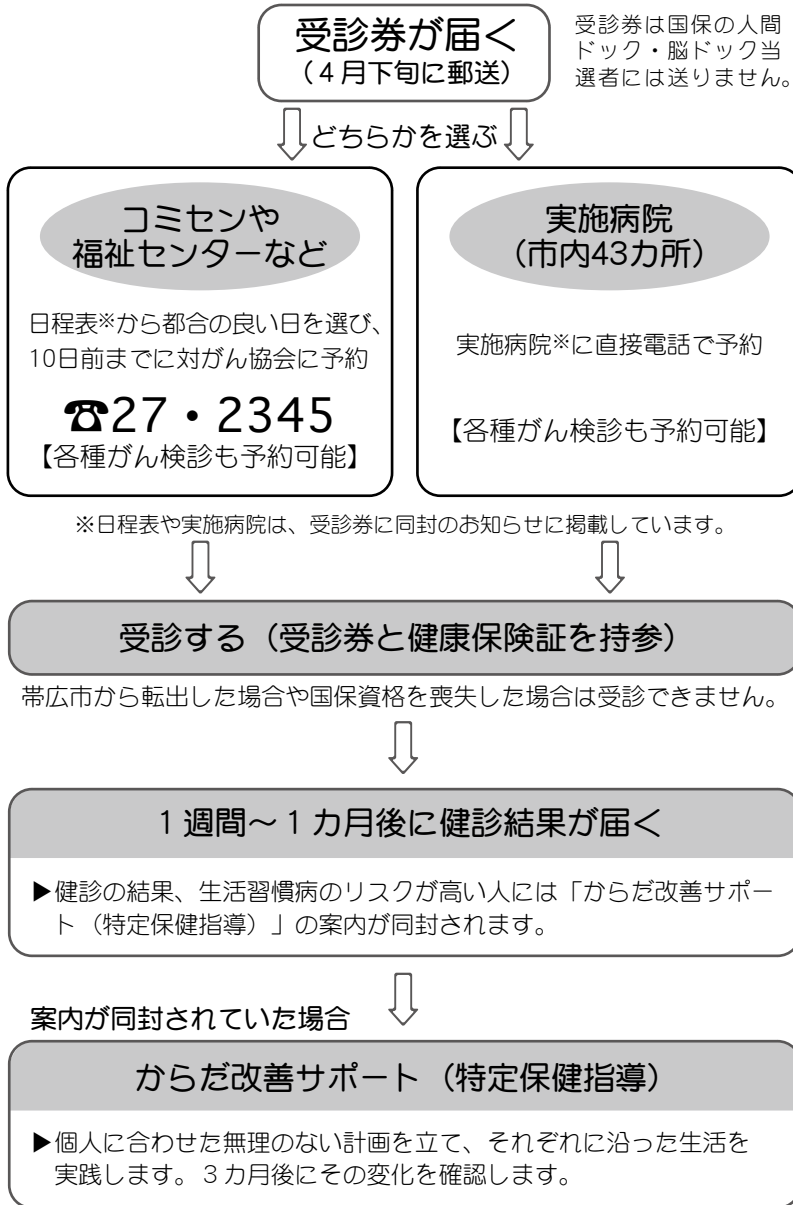 受診券が届く
（４月下旬に郵送）
受診券は国保の人間
ドック・脳ドック当
選者には送りません。
どちらかを選ぶ
コミセンや
福祉センターなど
日程表※から都合の良い日を選び、
10日前までに対がん協会に予約
☎27・2345
【各種がん検診も予約可能】
実施病院
（市内43カ所）
実施病院※に直接電話で予約
【各種がん検診も予約可能】
※日程表や実施病院は、受診券に同封のお知らせに掲載しています。
受診する（受診券と健康保険証を持参）
帯広市から転出した場合や国保資格を喪失した場合は受診できません。
１週間～１カ月後に健診結果が届く
▶健診の結果、生活習慣病のリスクが高い人には「からだ改善サポー
ト（特定保健指導）」の案内が同封されます。
案内が同封されていた場合
からだ改善サポート（特定保健指導）
▶個人に合わせた無理のない計画を立て、それぞれに沿った生活を
実践します。３カ月後にその変化を確認します。